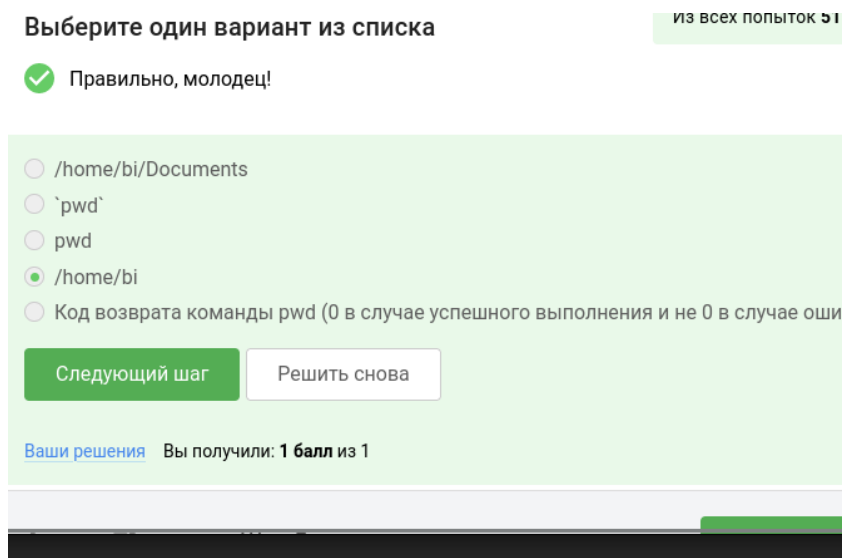 Выберите один вариант из списка
Из всех попыток 51
Правильно, молодец!
/home/bi/Documents
`pwd`
pwd
/home/bi
Код возврата команды pwd (0 в случае успешного выполнения и не 0 в случае оши
Следующий шаг
Решить снова
Ваши решения Вы получили: 1 балл из 1